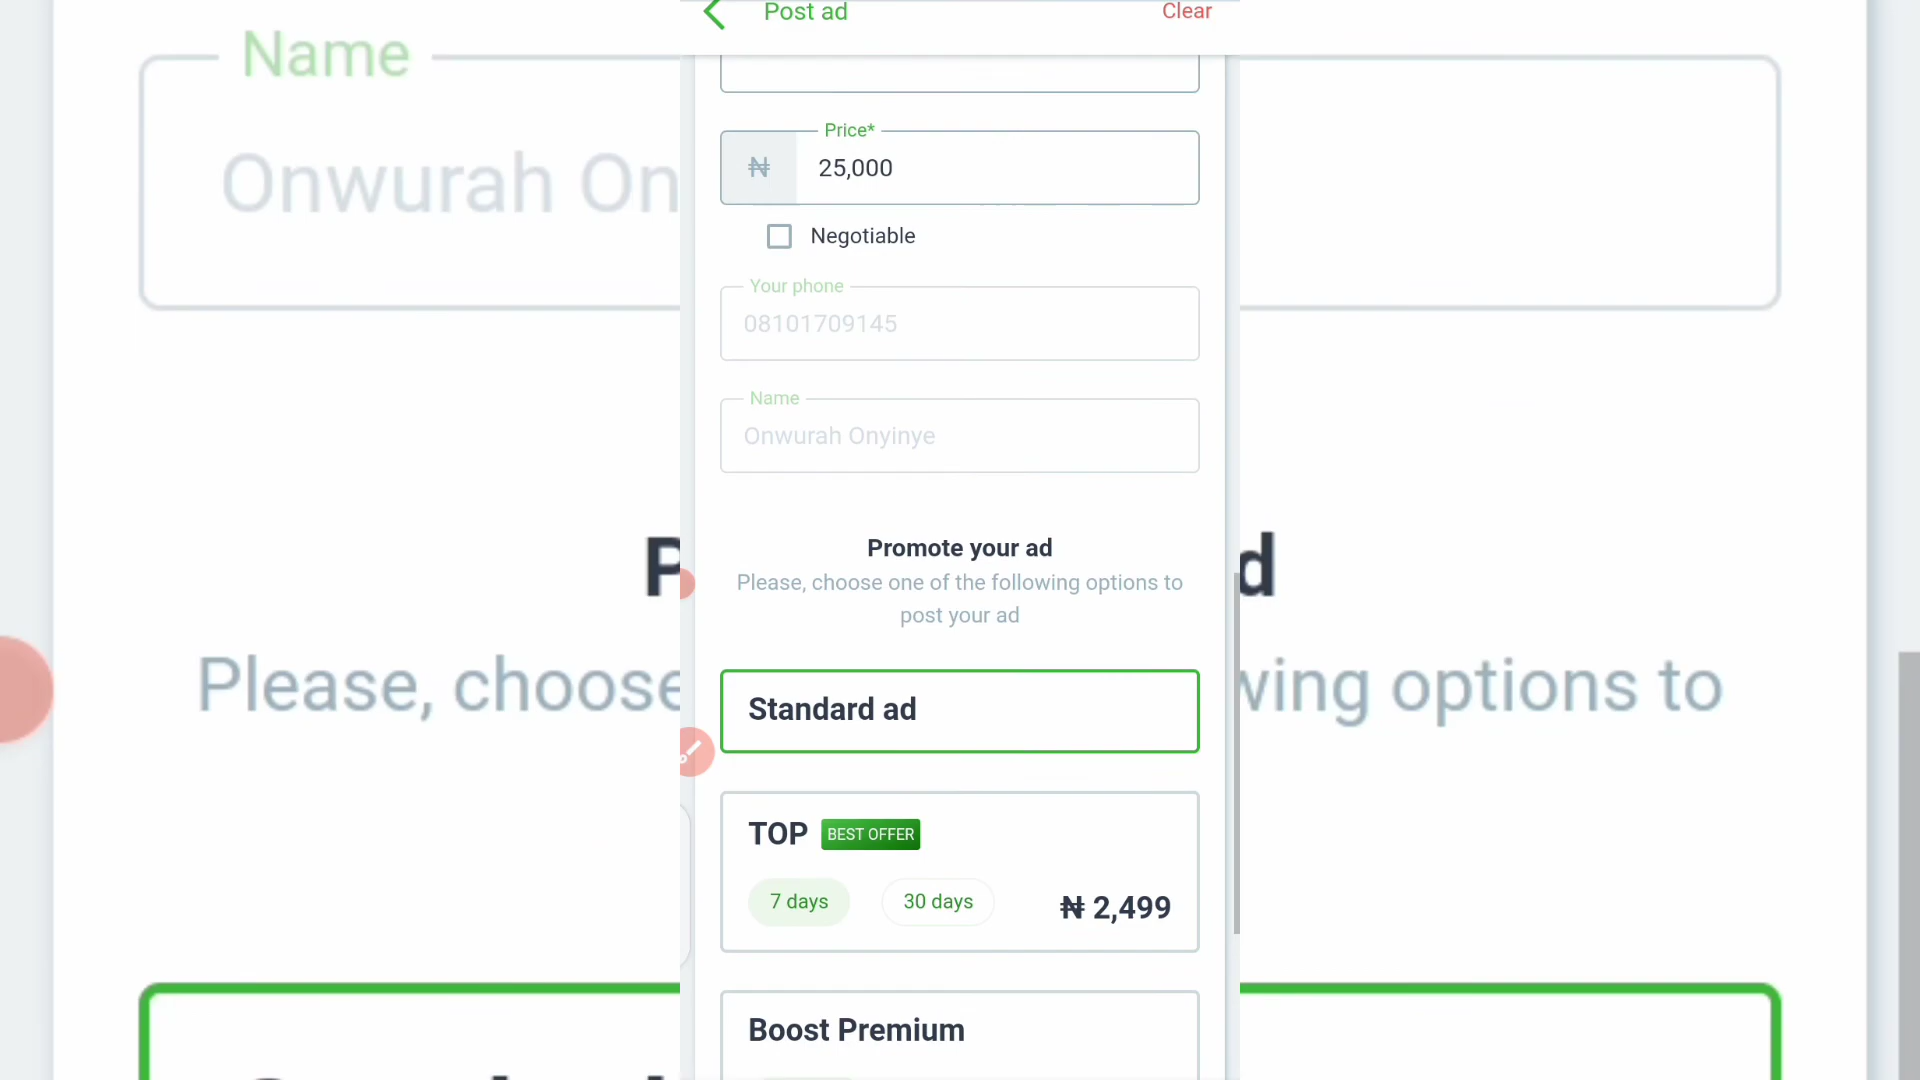 Post ad
Clear
Name
Onwurah On
Price*
₦ 25,000
Negotiable
Your phone
08101709145
Name
Onwurah Onyinye
Promote your ad
Please, choose one of the following options to
post your ad
P
d
Please, choose
wing options to
Standard ad
TOP BEST OFFER
7 days 30 days ₦ 2,499
Boost Premium